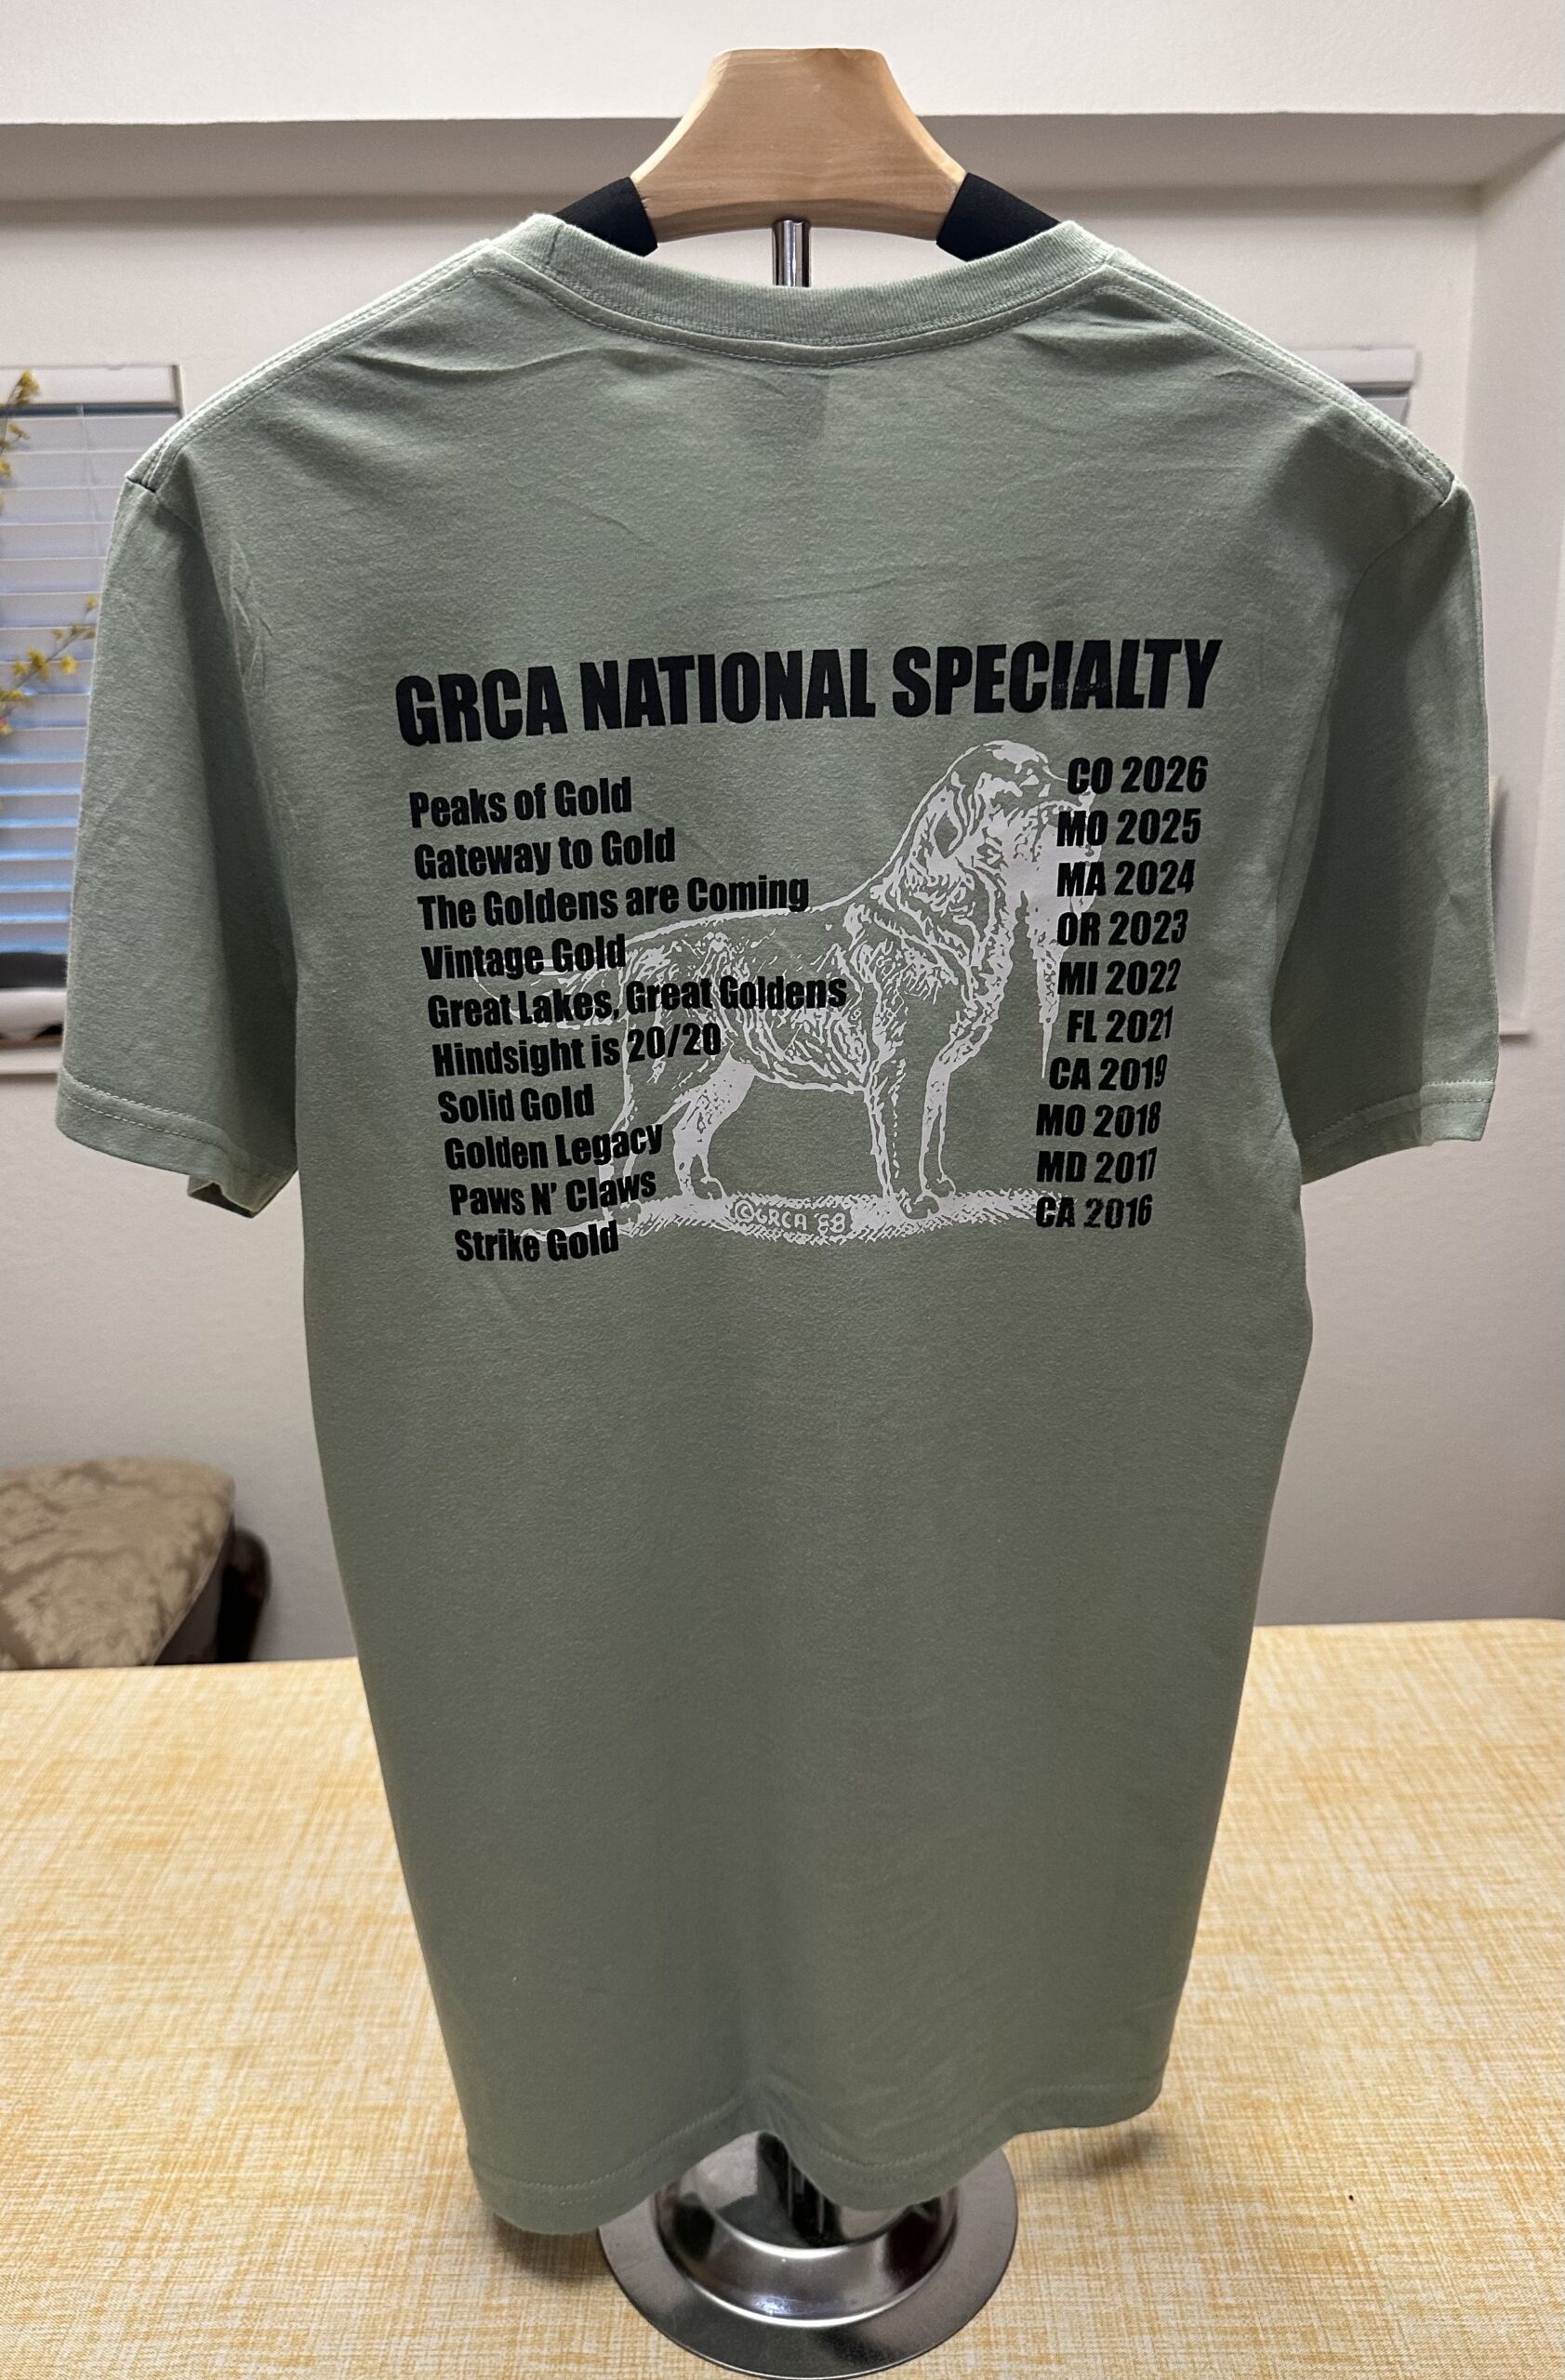 GRCA NATIONAL SPECIALTY
Peaks of Gold CO 2026
Gateway to Gold MO 2025
The Goldens are Coming MA 2024
Vintage Gold OR 2023
Great Lakes, Great Goldens MI 2022
Hindsight is 20/20 FL 2021
Solid Gold CA 2019
Golden Legacy MO 2018
Paws N' Claws MD 2017
Strike Gold CA 2016
©GRCA '88